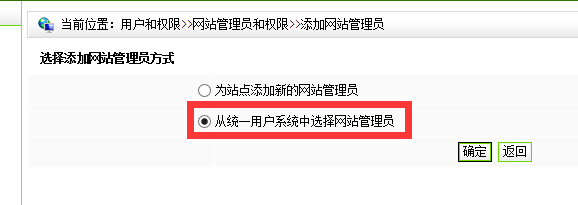 当前位置：用户和权限>>网站管理员和权限>>添加网站管理员
选择添加网站管理员方式
为站点添加新的网站管理员
从统一用户系统中选择网站管理员
确定 返回